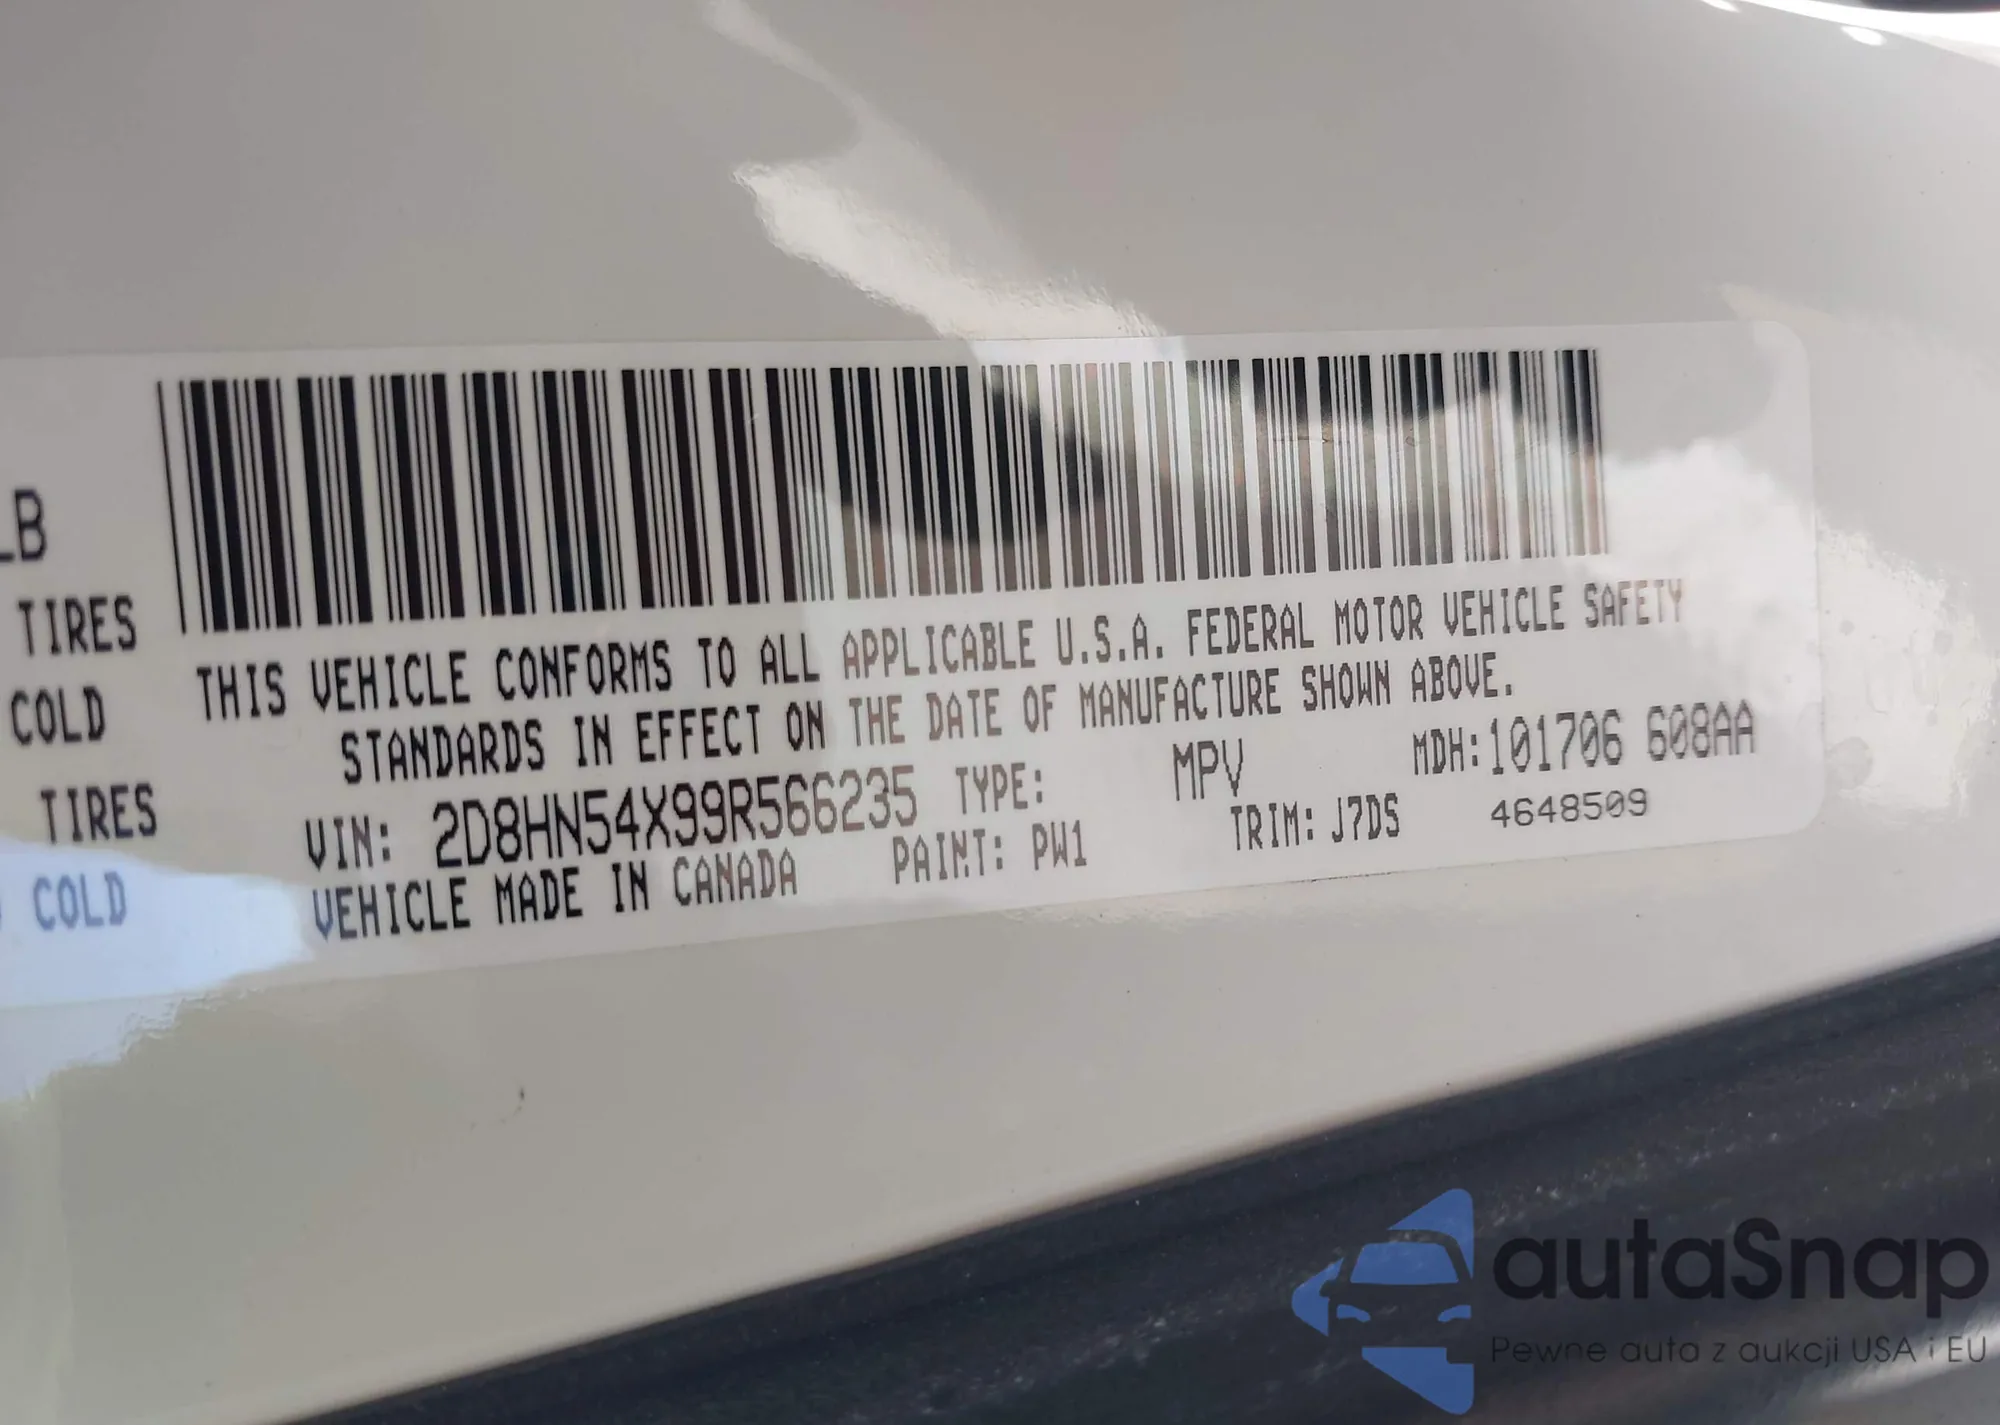 LB
TIRES
COLD
TIRES
COLD
THIS VEHICLE CONFORMS TO ALL APPLICABLE U.S.A. FEDERAL MOTOR VEHICLE SAFETY
STANDARDS IN EFFECT ON THE DATE OF MANUFACTURE SHOWN ABOVE.
VIN: 2D8HN54X99R566235 TYPE: MPV MDH:101706 608AA
VEHICLE MADE IN CANADA PAINT: PW1 TRIM: J7DS 4648509
autaSnap
Pewne auta z aukcji USA i EU